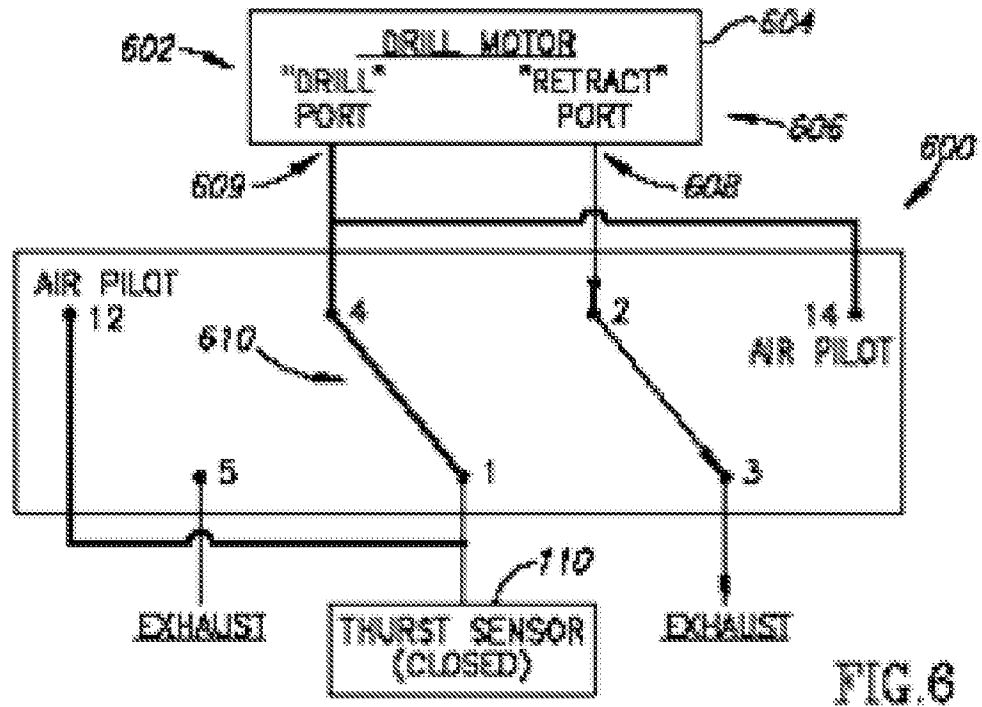 602
DRILL MOTOR
604
"DRILL" PORT
"RETRACT" PORT
606
600
609
608
AIR PILOT
12
4
2
14
AIR PILOT
610
5
1
3
110
EXHAUST
THURST SENSOR
(CLOSED)
EXHAUST
FIG.6